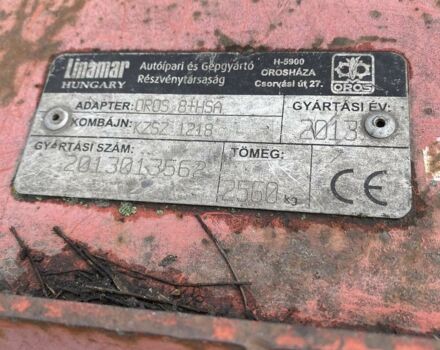 Linamar
HUNGARY
Autóipari és Gépgyártó
Részvénytársaság
H-5900
OROSHÁZA
Csorvási út 27.
OROS
ADAPTER: OROS 8+HSA
GYÁRTÁSI ÉV:
KOMBÁJN: KZSZ 1218
2013
GYÁRTÁSI SZÁM:
TÖMEG:
2013013562
2560 kg
CE